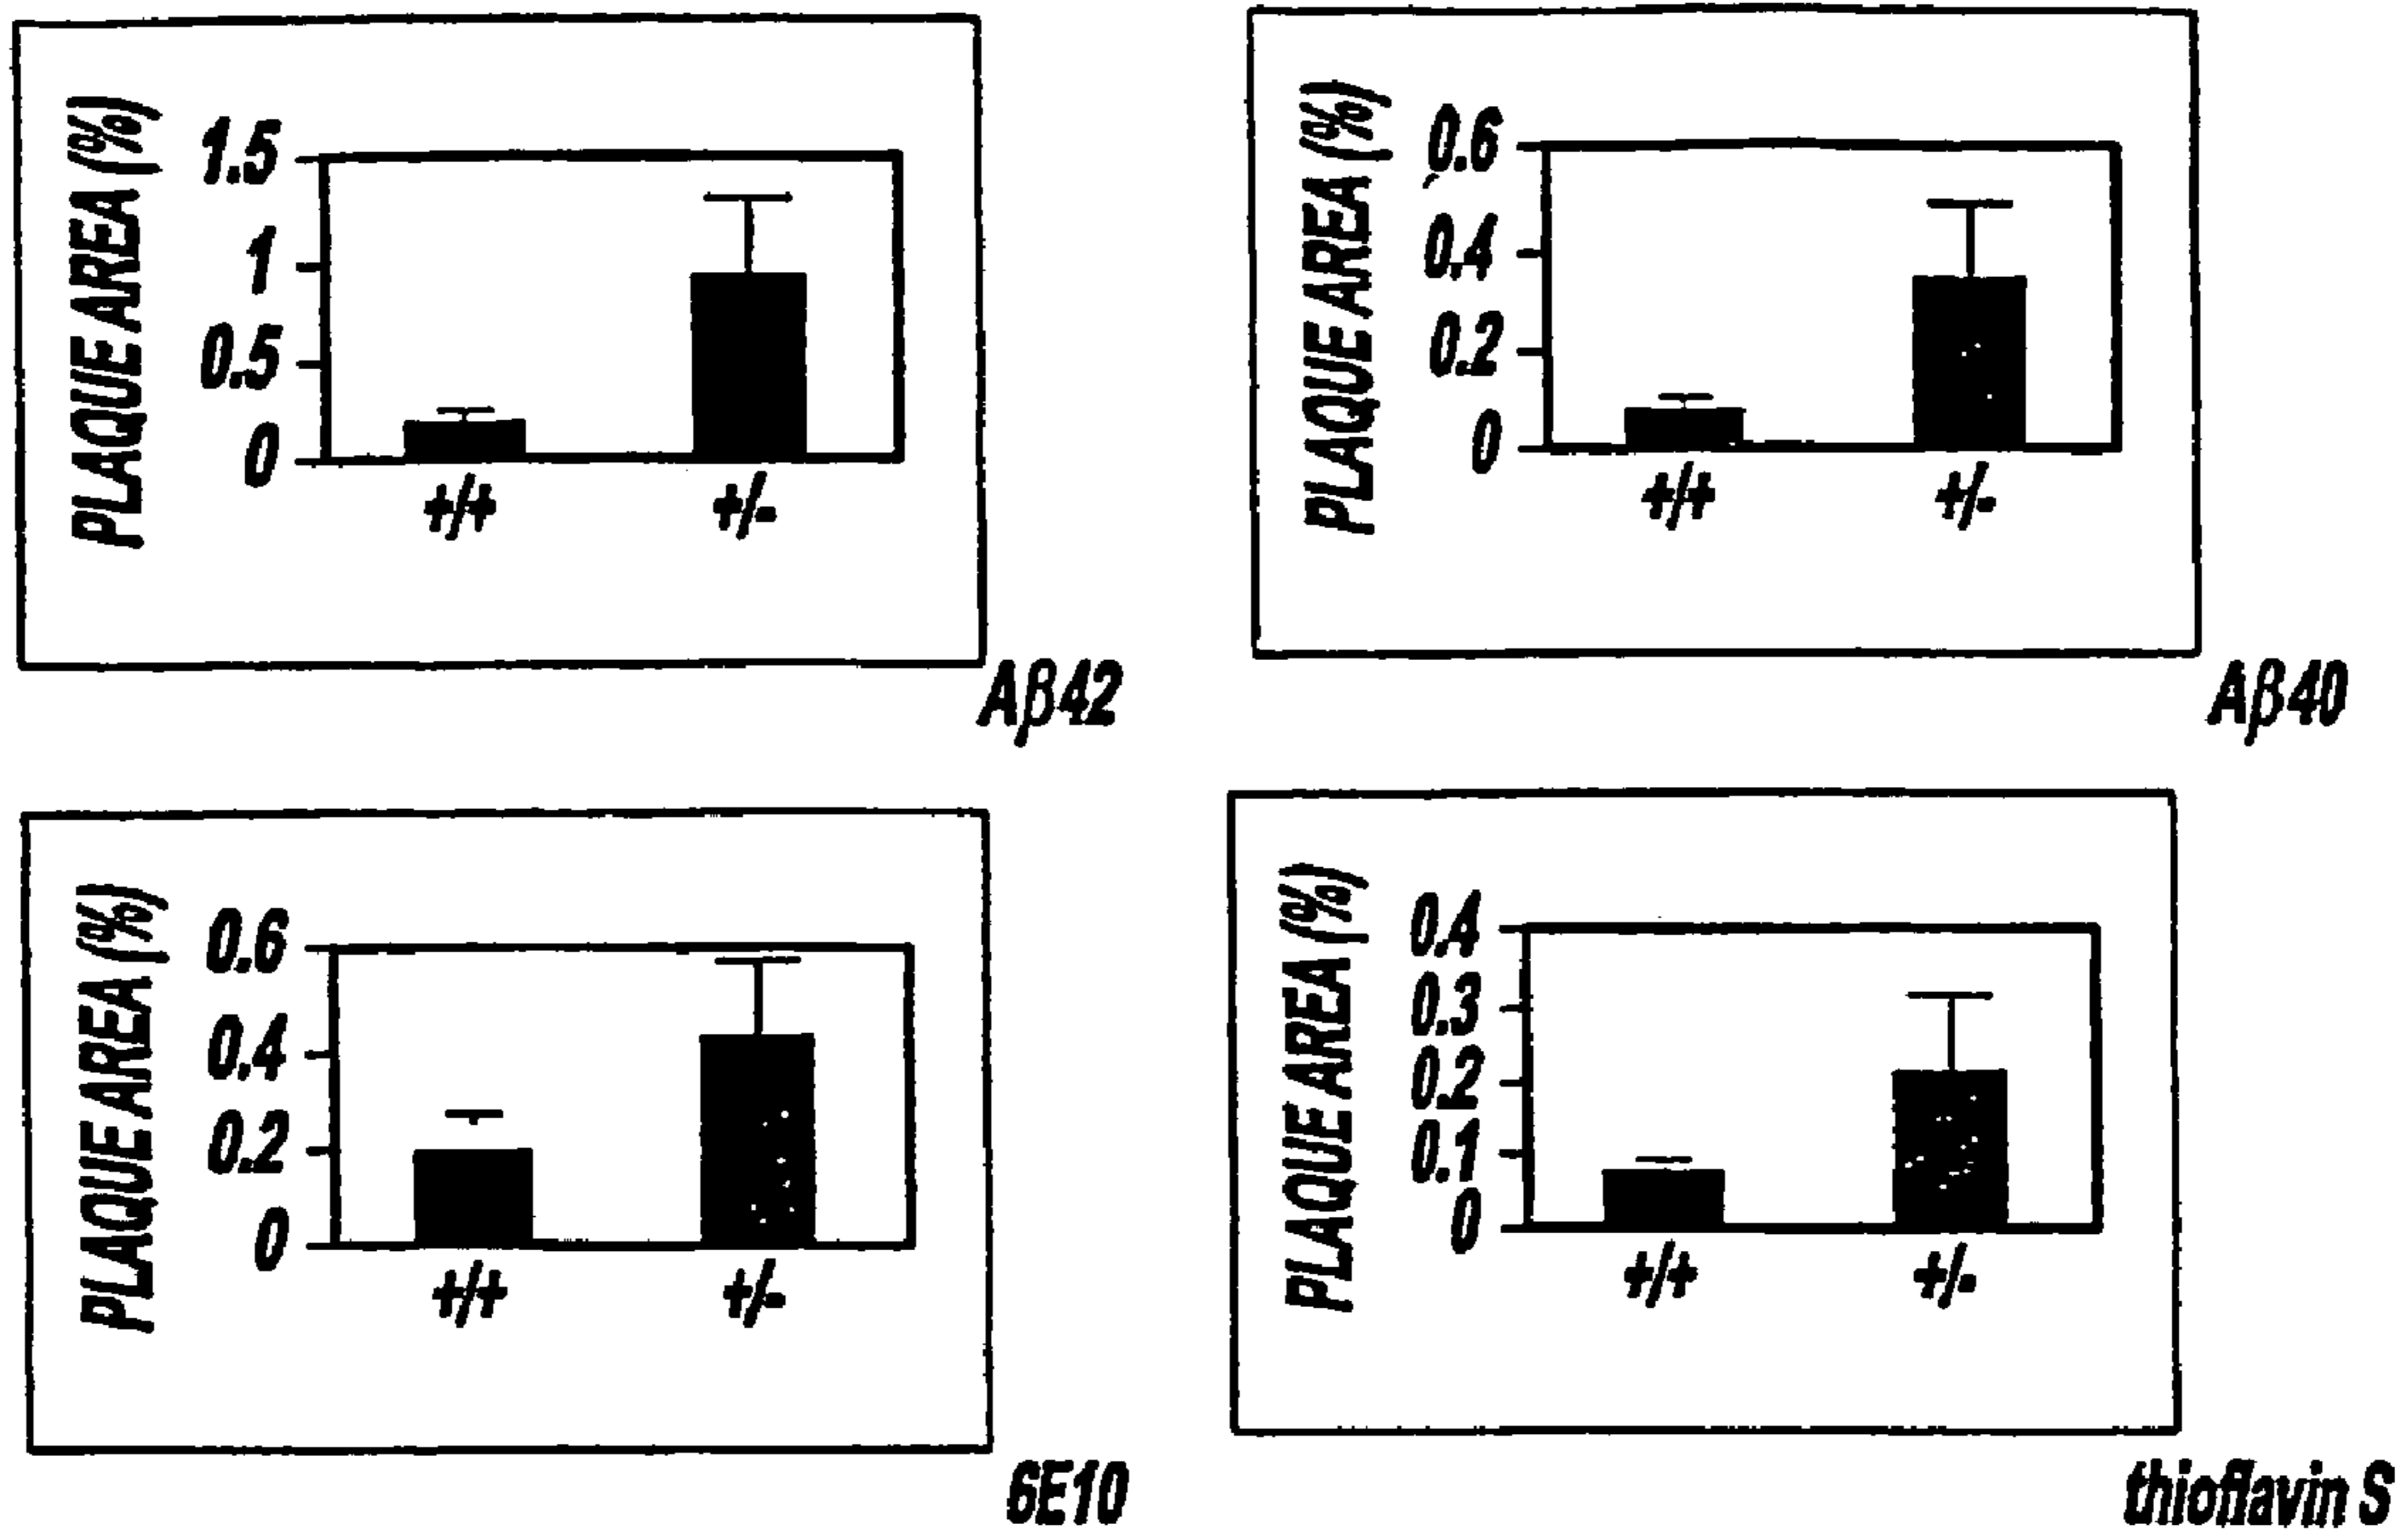 PLAQUE AREA (%)
1.5
1
0.5
0
+/+ +/-
Aβ42
PLAQUE AREA (%)
0.6
0.4
0.2
0
+/+ +/-
Aβ40
PLAQUE AREA (%)
0.6
0.4
0.2
0
+/+ +/-
6E10
PLAQUE AREA (%)
0.4
0.3
0.2
0.1
0
+/+ +/-
thioflavin S